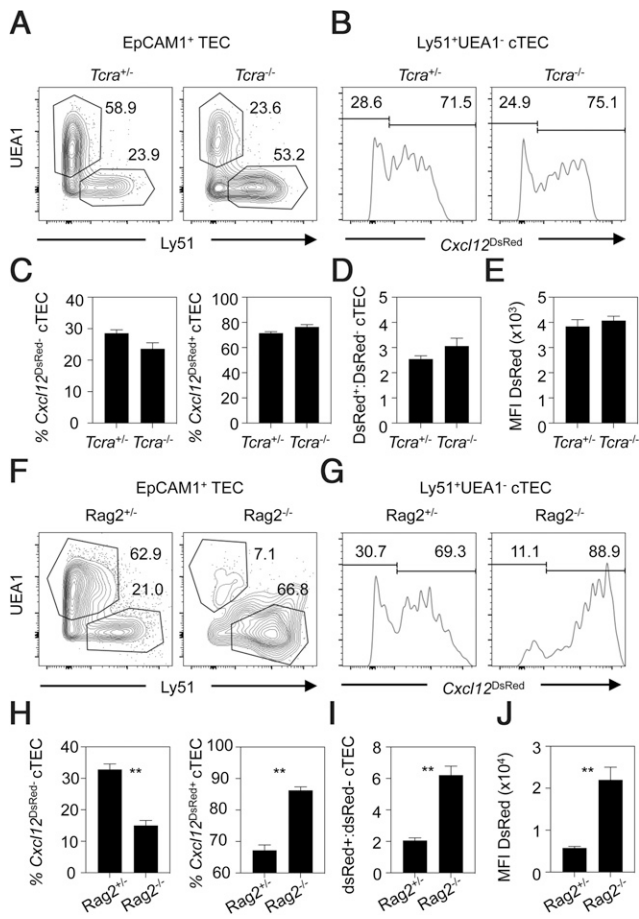 A
EpCAM1+ TEC
Tcra+/-
Tcra-/-
58.9
23.9
23.6
53.2
UEA1
Ly51
B
Ly51+UEA1- cTEC
Tcra+/-
Tcra-/-
28.6 71.5
24.9 75.1
Cxcl12DsRed
C
% Cxcl12DsRed- cTEC
40
30
20
10
0
Tcra+/-
Tcra-/-
% Cxcl12DsRed+ cTEC
100
80
60
40
20
0
Tcra+/-
Tcra-/-
D
DsRed+:DsRed- cTEC
5
4
3
2
1
0
Tcra+/-
Tcra-/-
E
MFI DsRed (x10³)
5
4
3
2
1
0
Tcra+/-
Tcra-/-
F
EpCAM1+ TEC
Rag2+/-
Rag2-/-
62.9
21.0
7.1
66.8
UEA1
Ly51
G
Ly51+UEA1- cTEC
Rag2+/-
Rag2-/-
30.7 69.3
11.1 88.9
Cxcl12DsRed
H
% Cxcl12DsRed- cTEC
40
30
20
10
0
**
Rag2+/-
Rag2-/-
% Cxcl12DsRed+ cTEC
100
90
80
70
60
**
Rag2+/-
Rag2-/-
I
dsRed+:dsRed- cTEC
8
6
4
2
0
**
Rag2+/-
Rag2-/-
J
MFI DsRed (x10⁴)
3
2
1
0
**
Rag2+/-
Rag2-/-